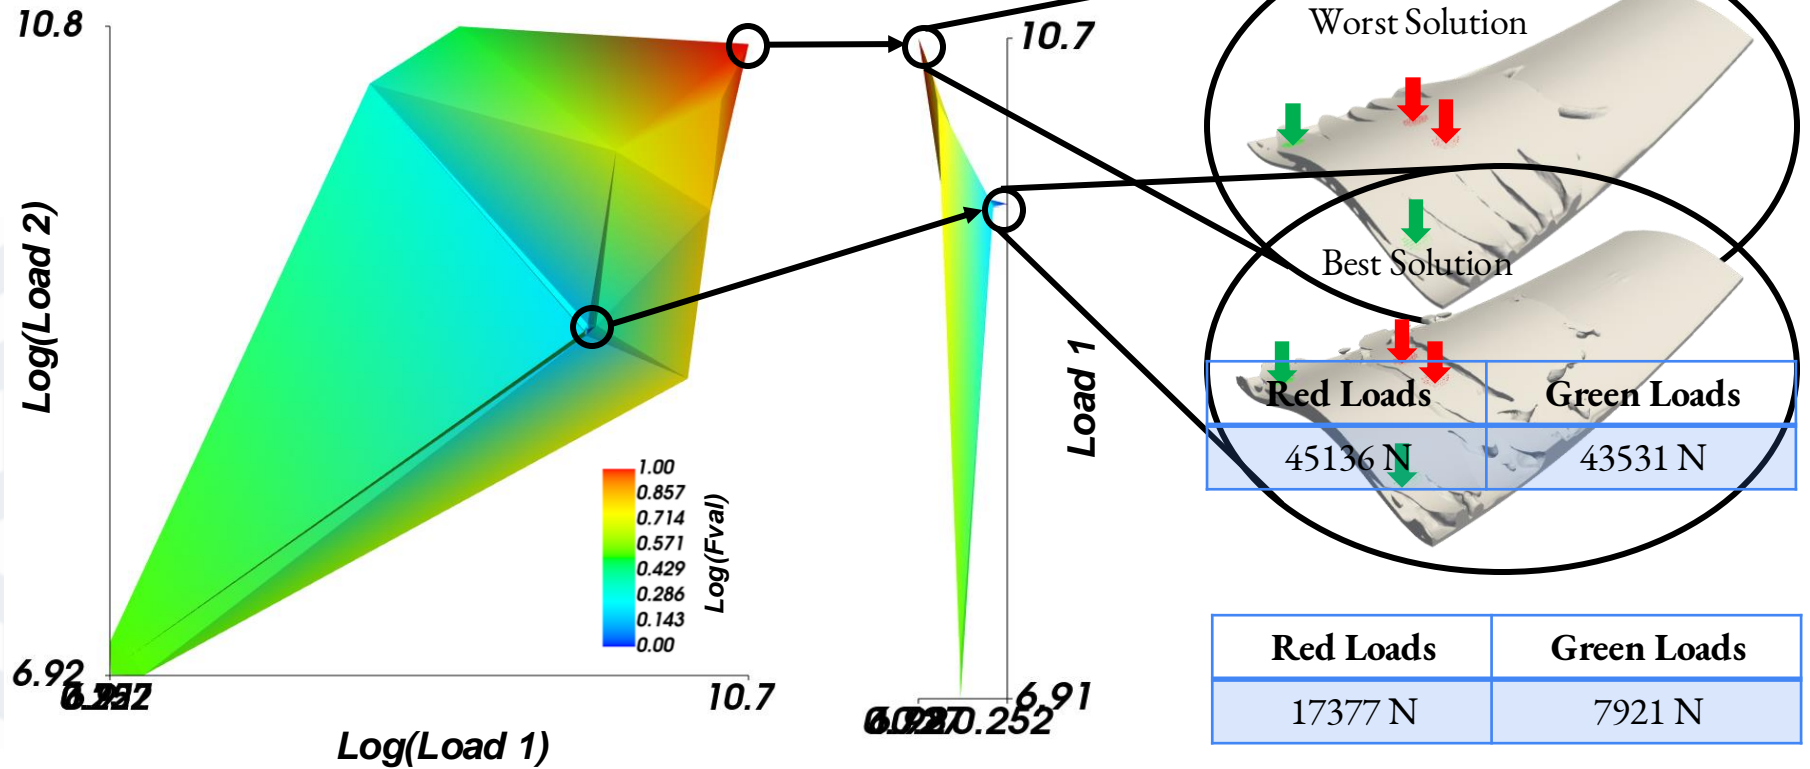 10.8
Log(Load 2)
6.92
10.7
Log(Load 1)
1.00
0.857
0.714
0.571
0.429
0.286
0.143
0.00
Log(Fval)
10.7
Load 1
6.91
0.252
Worst Solution
Best Solution
Red Loads Green Loads
45136 N 43531 N
Red Loads Green Loads
17377 N 7921 N